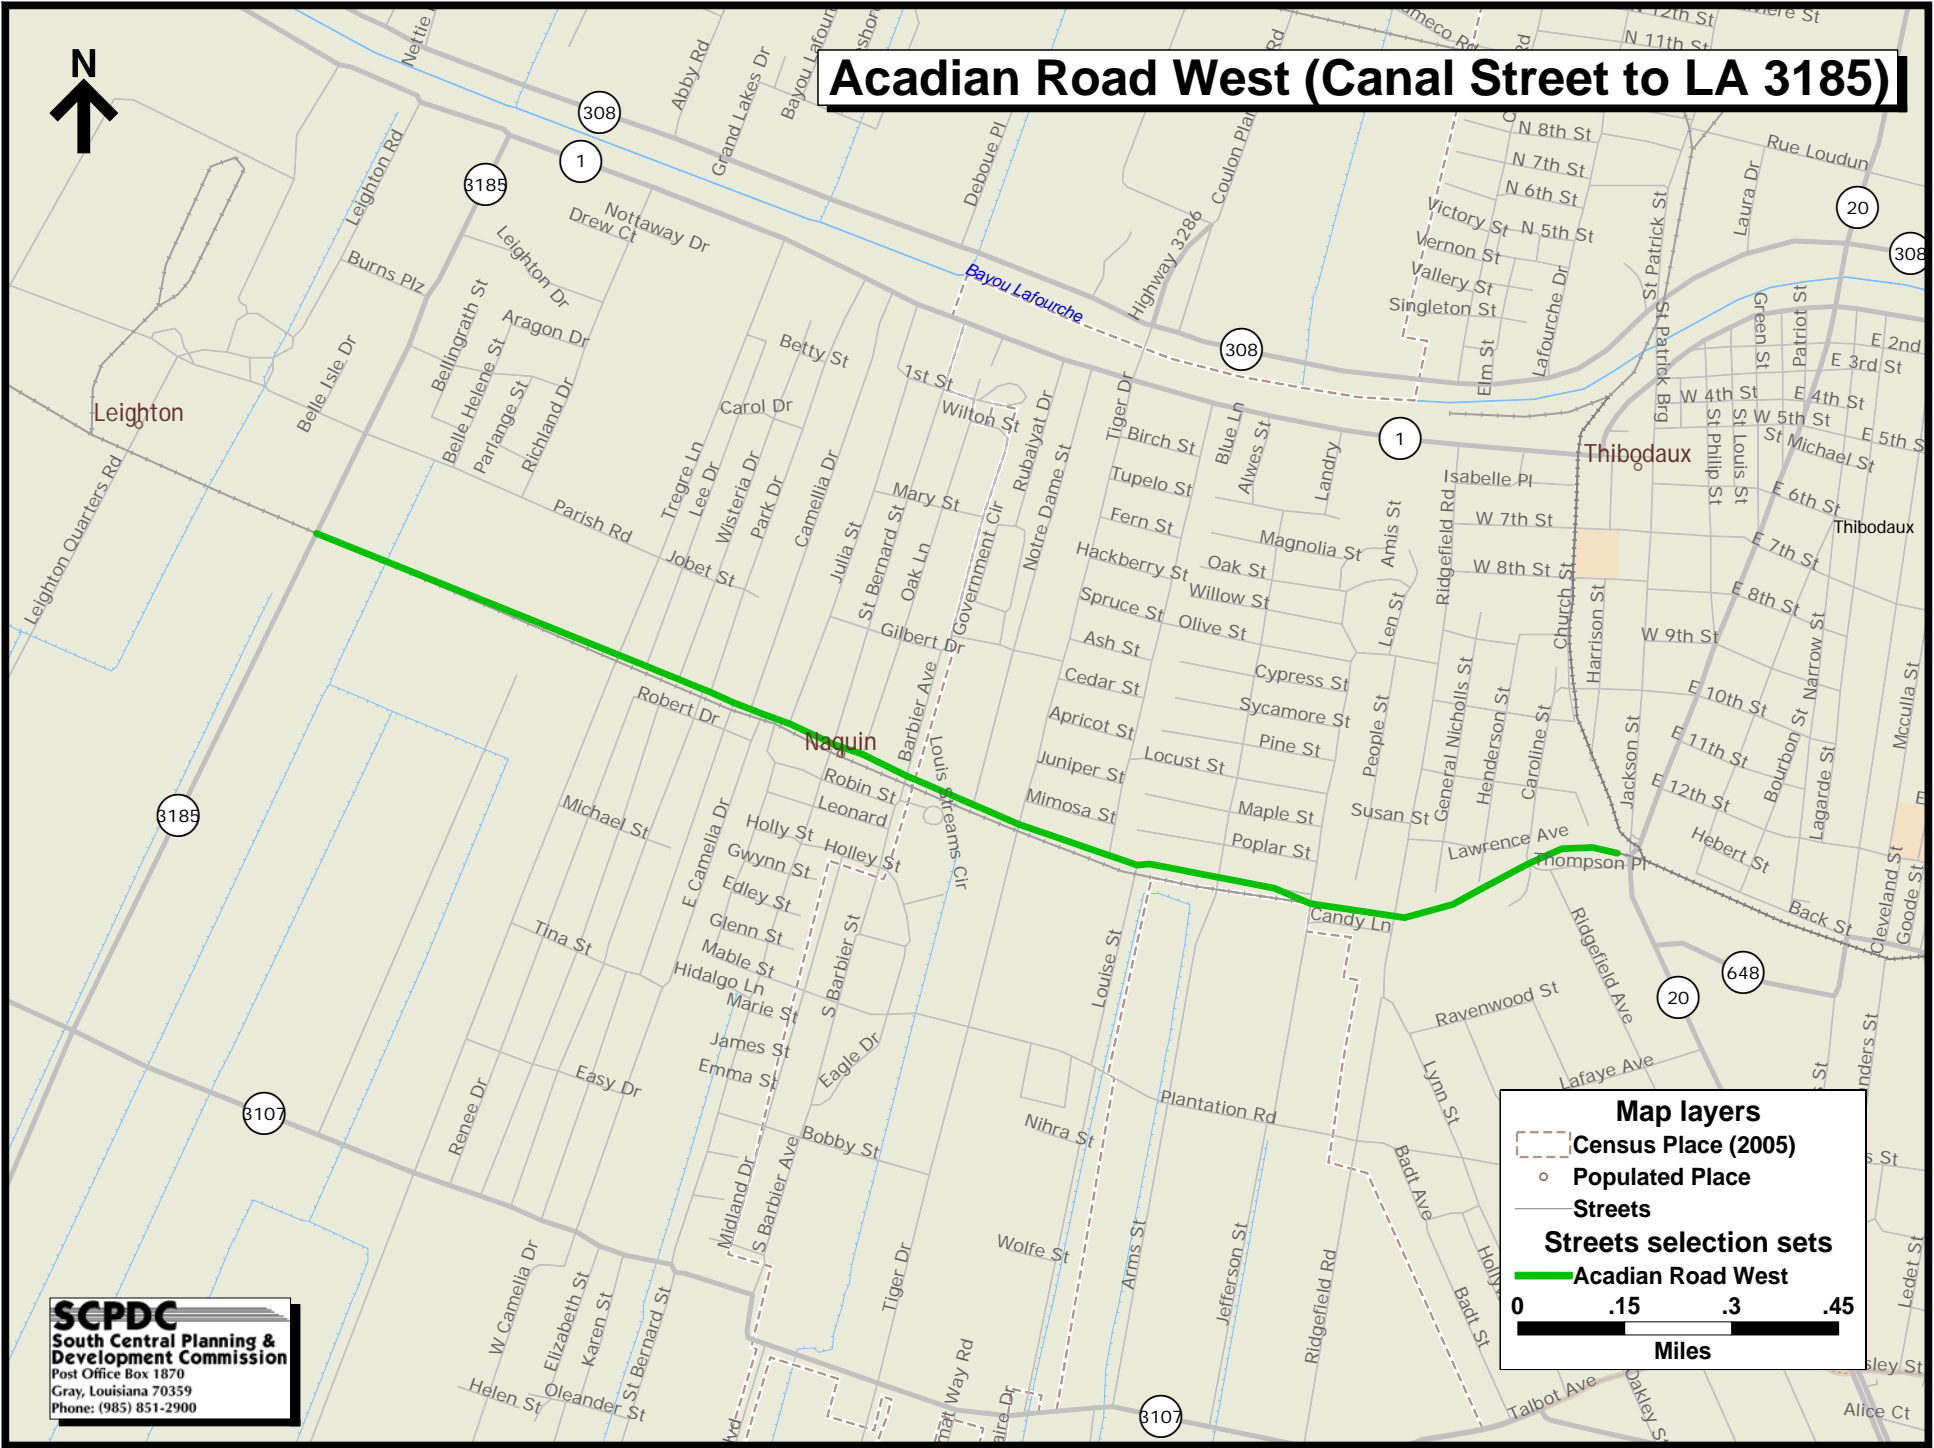 N
Acadian Road West (Canal Street to LA 3185)
N 11th St
N 8th St
N 7th St
N 6th St
N 5th St
Victory St
Vernon St
Vallery St
Singleton St
Rue Loudun
Laura Dr
St Patrick St
St Patrick Brg
Lafourche Dr
Elm St
Green St
Patriot St
308
1
3185
20
308
308
1
Abby Rd
Grand Lakes Dr
Deboue Pl
Highway 3286
Bayou Lafourche
Leighton Rd
Nottaway Dr
Drew Ct
Leighton Dr
Burns Plz
Bellingrath St
Aragon Dr
Belle Isle Dr
Belle Helene St
Parlange St
Richland Dr
Betty St
1st St
Carol Dr
Wilton St
Leighton
Leighton Quarters Rd
Parish Rd
Jobet St
Tregre Ln
Lee Dr
Wisteria Dr
Park Dr
Camellia Dr
Julia St
St Bernard St
Oak Ln
Mary St
Government Cir
Gilbert Dr
Rubaiyat Dr
Notre Dame St
Tiger Dr
Birch St
Tupelo St
Fern St
Hackberry St
Spruce St
Ash St
Cedar St
Apricot St
Juniper St
Mimosa St
Blue Ln
Alwes St
Landry
Magnolia St
Oak St
Willow St
Olive St
Cypress St
Sycamore St
Pine St
Locust St
Maple St
Poplar St
Amis St
Len St
People St
Susan St
Ridgefield Rd
Isabelle Pl
W 7th St
W 8th St
General Nicholls St
Henderson St
Caroline St
Church St
Harrison St
Jackson St
W 9th St
Thibodaux
Thibodaux
W 4th St
W 5th St
St Philip St
St Louis St
St Michael St
E 2nd
E 3rd St
E 4th St
E 5th S
E 6th St
E 7th St
E 8th St
E 10th St
E 11th St
E 12th St
Narrow St
Bourbon St
Lagarde St
Mcculla St
Hebert St
Back St
Cleveland St
Goode St
Lawrence Ave
Thompson Pl
Candy Ln
Ridgefield Ave
Ravenwood St
Lafaye Ave
Lynn St
Badt Ave
Badt St
648
20
Naquin
Barbier Ave
Louis Streams Cir
Robert Dr
Robin St
Leonard
Holly St
Holley St
Gwynn St
Edley St
Glenn St
Mable St
Hidalgo Ln
Marie St
James St
Emma St
Michael St
E Camelia Dr
Tina St
S Barbier St
Eagle Dr
Easy Dr
Renee Dr
Bobby St
Midland Dr
S Barbier Ave
Louise St
Plantation Rd
Nihra St
Wolfe St
Arms St
Jefferson St
Ridgefield Rd
Tiger Dr
W Camelia Dr
Elizabeth St
Karen St
St Bernard St
Helen St
Oleander St
Talbot Ave
Oakley St
Ledet St
Alice Ct
3185
3107
3107
Map layers
Census Place (2005)
Populated Place
Streets
Streets selection sets
Acadian Road West
0 .15 .3 .45
Miles
SCPDC
South Central Planning &
Development Commission
Post Office Box 1870
Gray, Louisiana 70359
Phone: (985) 851-2900